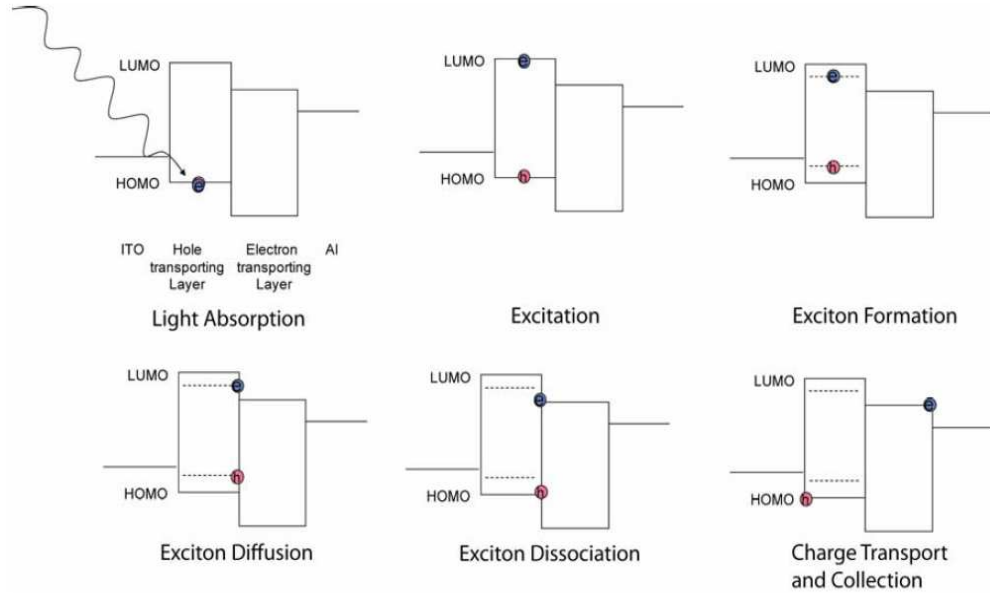 LUMO
e
HOMO
ITO Hole transporting Layer Electron transporting Layer Al
Light Absorption
LUMO
e
h
HOMO
Excitation
LUMO
e
h
HOMO
Exciton Formation
LUMO
e
h
HOMO
Exciton Diffusion
LUMO
e
h
HOMO
Exciton Dissociation
LUMO
e
HOMO h
Charge Transport
and Collection